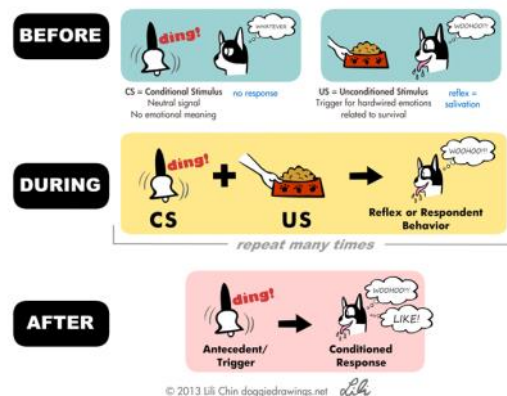 BEFORE
ding!
WHATEVER.
WOOHOO!!
CS = Conditional Stimulus
Neutral signal
No emotional meaning
no response
US = Unconditioned Stimulus
Trigger for hardwired emotions
related to survival
reflex =
salivation
DURING
ding!
+
WOOHOO!!!
CS
US
Reflex or Respondent
Behavior
repeat many times
AFTER
ding!
WOOHOO!!!
LIKE!
Antecedent/
Trigger
Conditioned
Response
© 2013 Lili Chin doggiedrawings.net
Lili